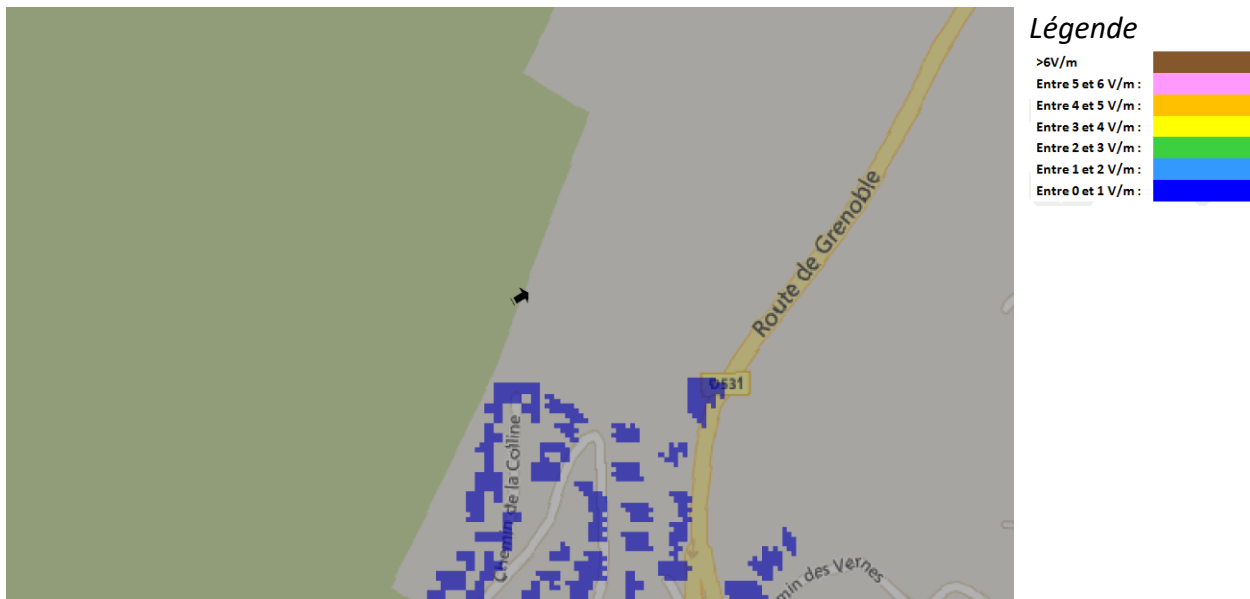 Légende
>6V/m
Entre 5 et 6 V/m :
Entre 4 et 5 V/m :
Entre 3 et 4 V/m :
Entre 2 et 3 V/m :
Entre 1 et 2 V/m :
Entre 0 et 1 V/m :
Route de Grenoble
D531
Chemin de la Colline
min des Vernes